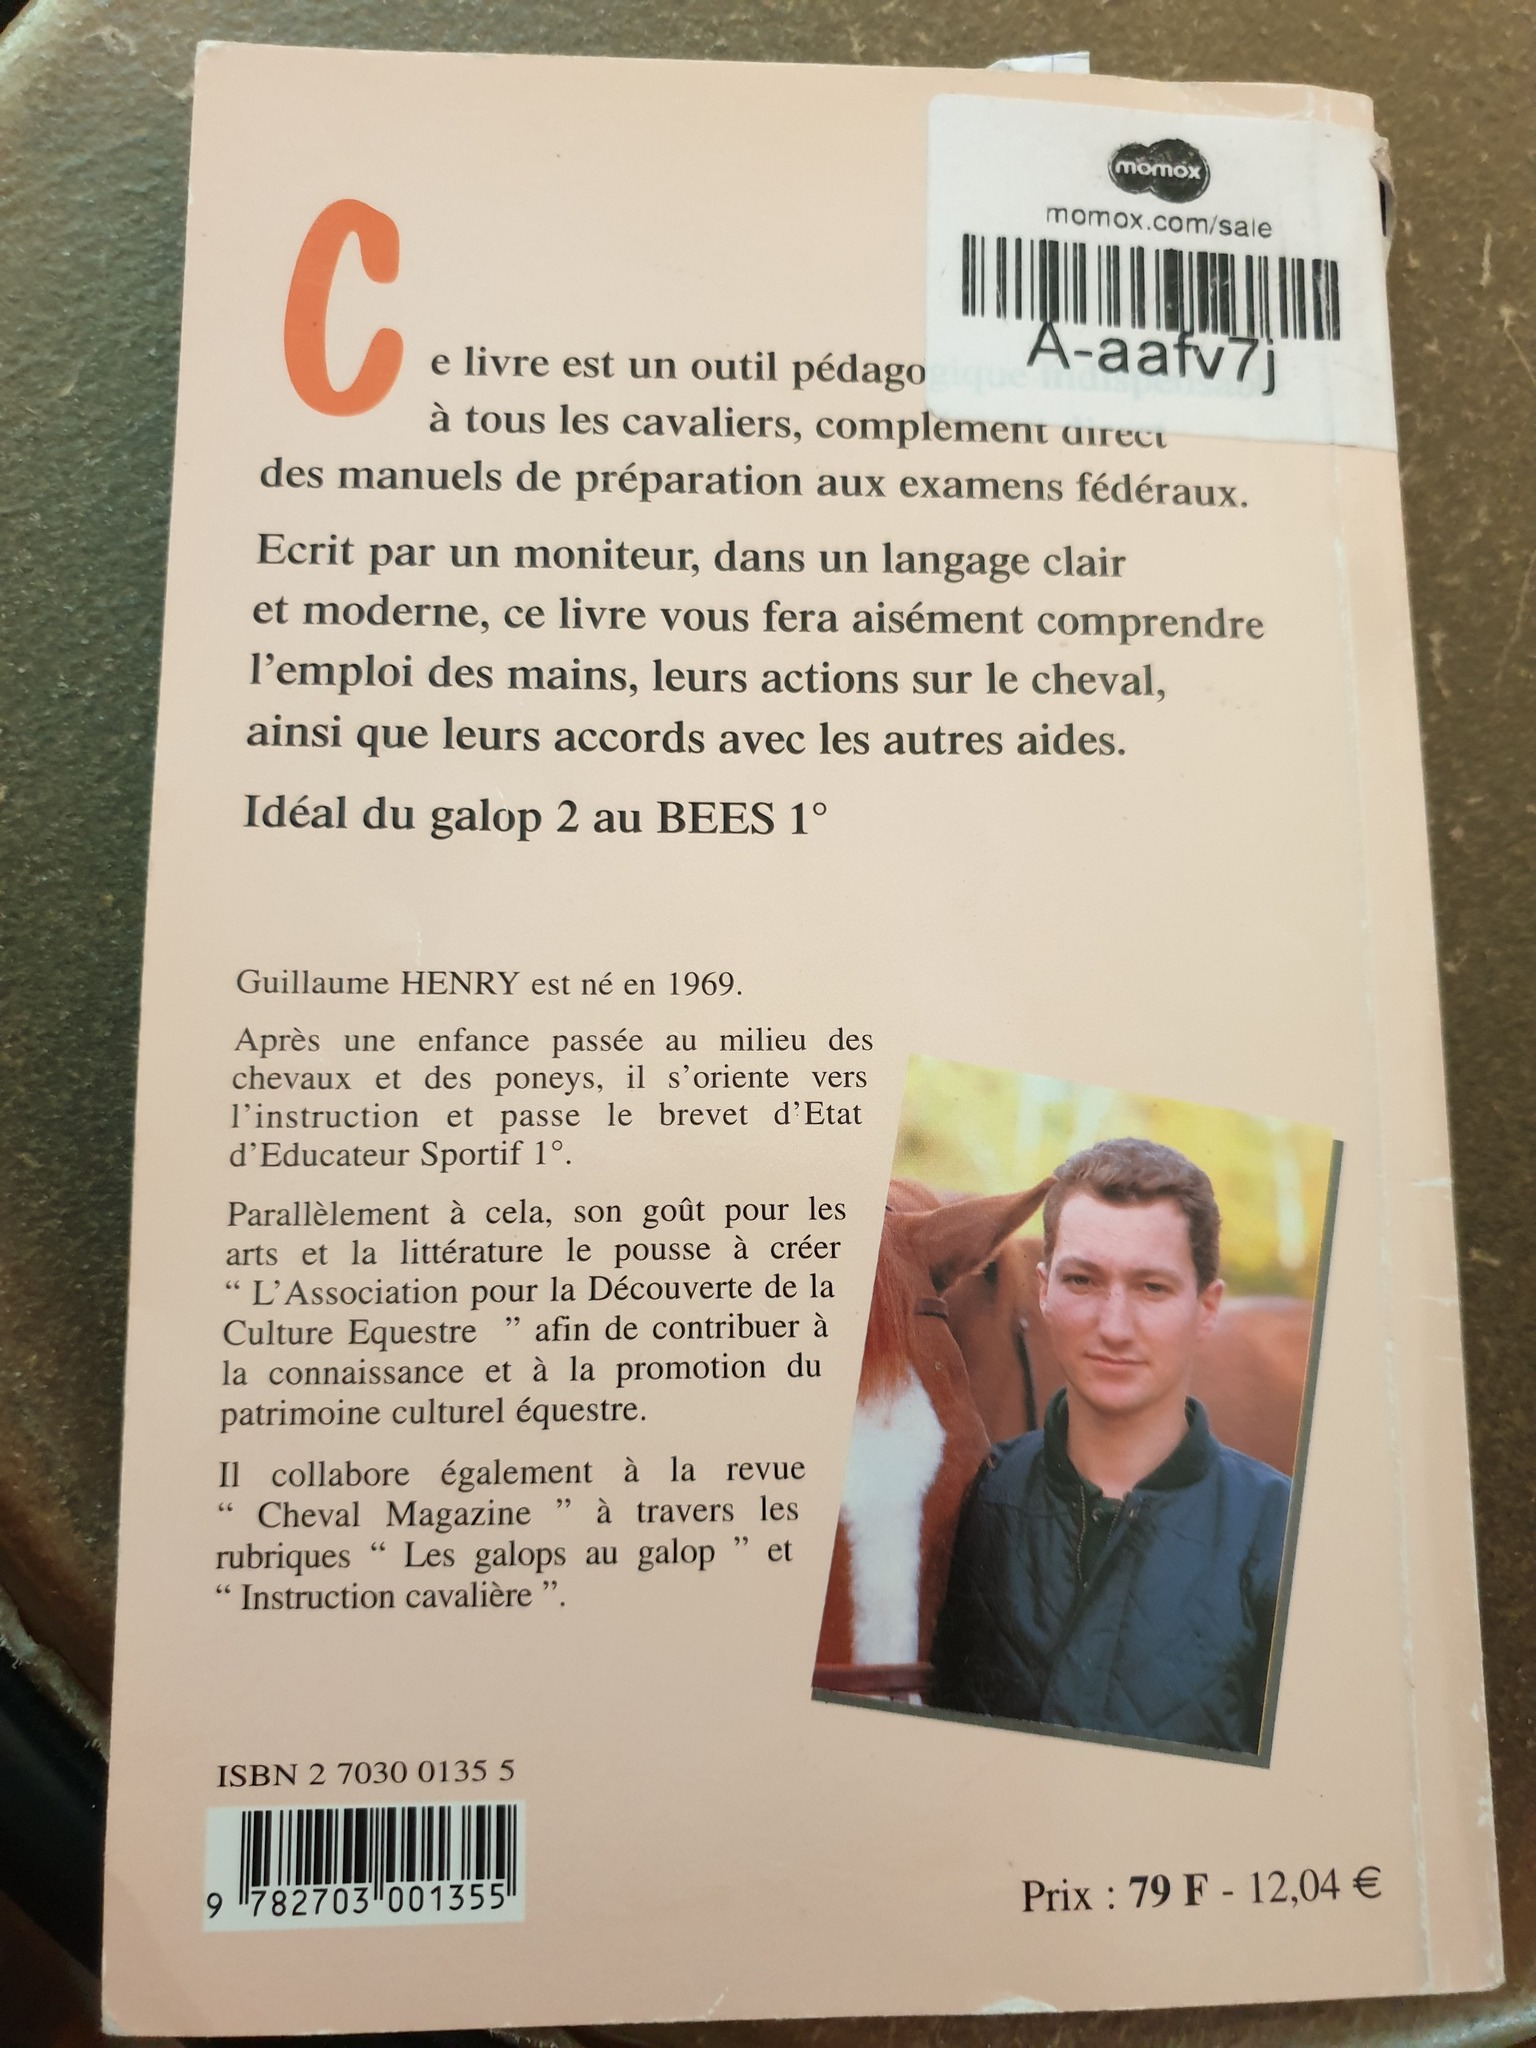 momox
momox.com/sale
A-aafv7j
Ce livre est un outil pédagogique indispensable
à tous les cavaliers, complément direct
des manuels de préparation aux examens fédéraux.
Ecrit par un moniteur, dans un langage clair
et moderne, ce livre vous fera aisément comprendre
l'emploi des mains, leurs actions sur le cheval,
ainsi que leurs accords avec les autres aides.
Idéal du galop 2 au BEES 1°
Guillaume HENRY est né en 1969.
Après une enfance passée au milieu des
chevaux et des poneys, il s'oriente vers
l'instruction et passe le brevet d'Etat
d'Educateur Sportif 1°.
Parallèlement à cela, son goût pour les
arts et la littérature le pousse à créer
“ L'Association pour la Découverte de la
Culture Equestre ” afin de contribuer à
la connaissance et à la promotion du
patrimoine culturel équestre.
Il collabore également à la revue
“ Cheval Magazine ” à travers les
rubriques “ Les galops au galop ” et
“ Instruction cavalière ”.
ISBN 2 7030 0135 5
9 782703 001355
Prix : 79 F - 12,04 €